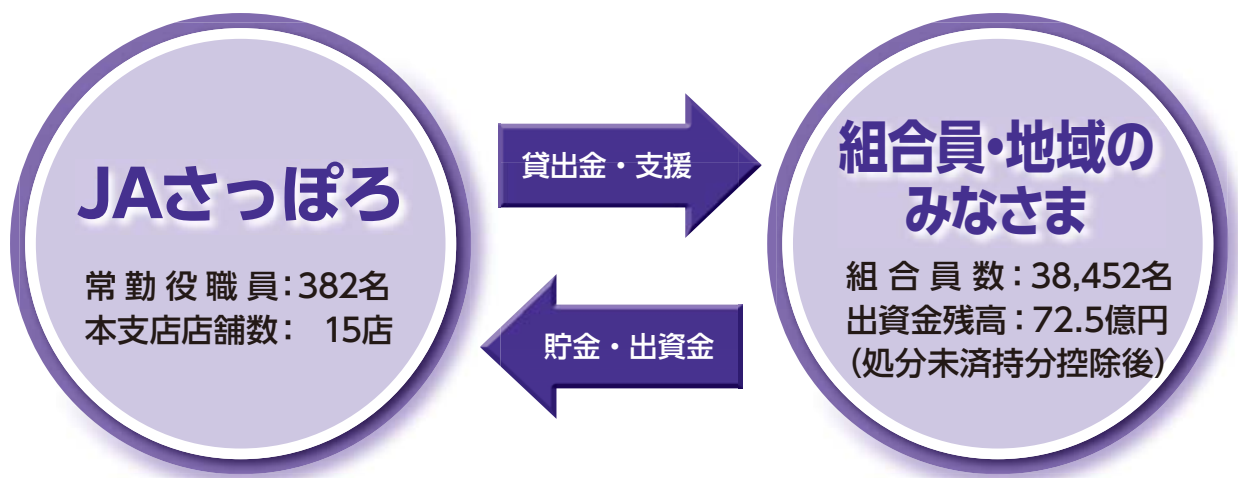 JAさっぽろ
常勤役職員：382名
本支店店舗数：　15店
貸出金・支援
貯金・出資金
組合員・地域の
みなさま
組合員数：38,452名
出資金残高：72.5億円
（処分未済持分控除後）